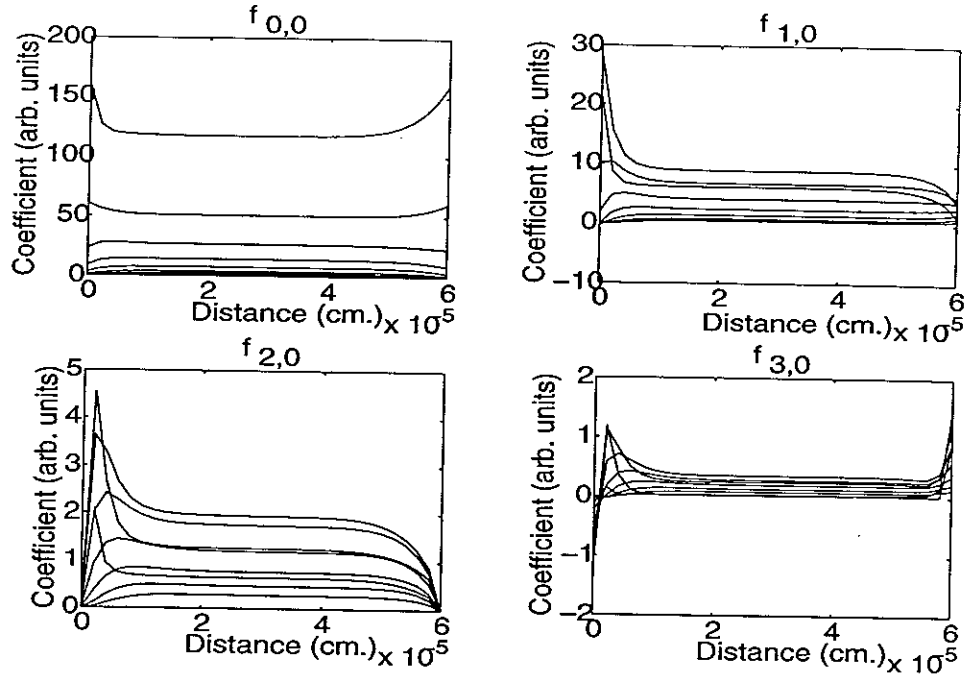 f 0,0
Coefficient (arb. units)
200
150
100
50
0
0 2 4 6
Distance (cm.) x 10-5
f 1,0
Coefficient (arb. units)
30
20
10
0
−10
0 2 4 6
Distance (cm.) x 10-5
f 2,0
Coefficient (arb. units)
5
4
3
2
1
0
0 2 4 6
Distance (cm.) x 10-5
f 3,0
Coefficient (arb. units)
2
1
0
−1
−2
0 2 4 6
Distance (cm.) x 10-5